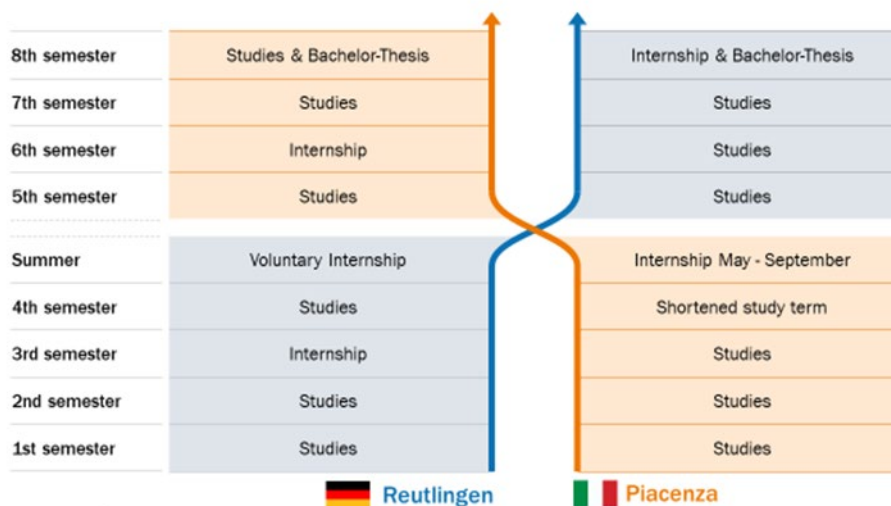 8th semester Studies & Bachelor-Thesis Internship & Bachelor-Thesis
7th semester Studies Studies
6th semester Internship Studies
5th semester Studies Studies
Summer Voluntary Internship Internship May - September
4th semester Studies Shortened study term
3rd semester Internship Studies
2nd semester Studies Studies
1st semester Studies Studies
Reutlingen Piacenza